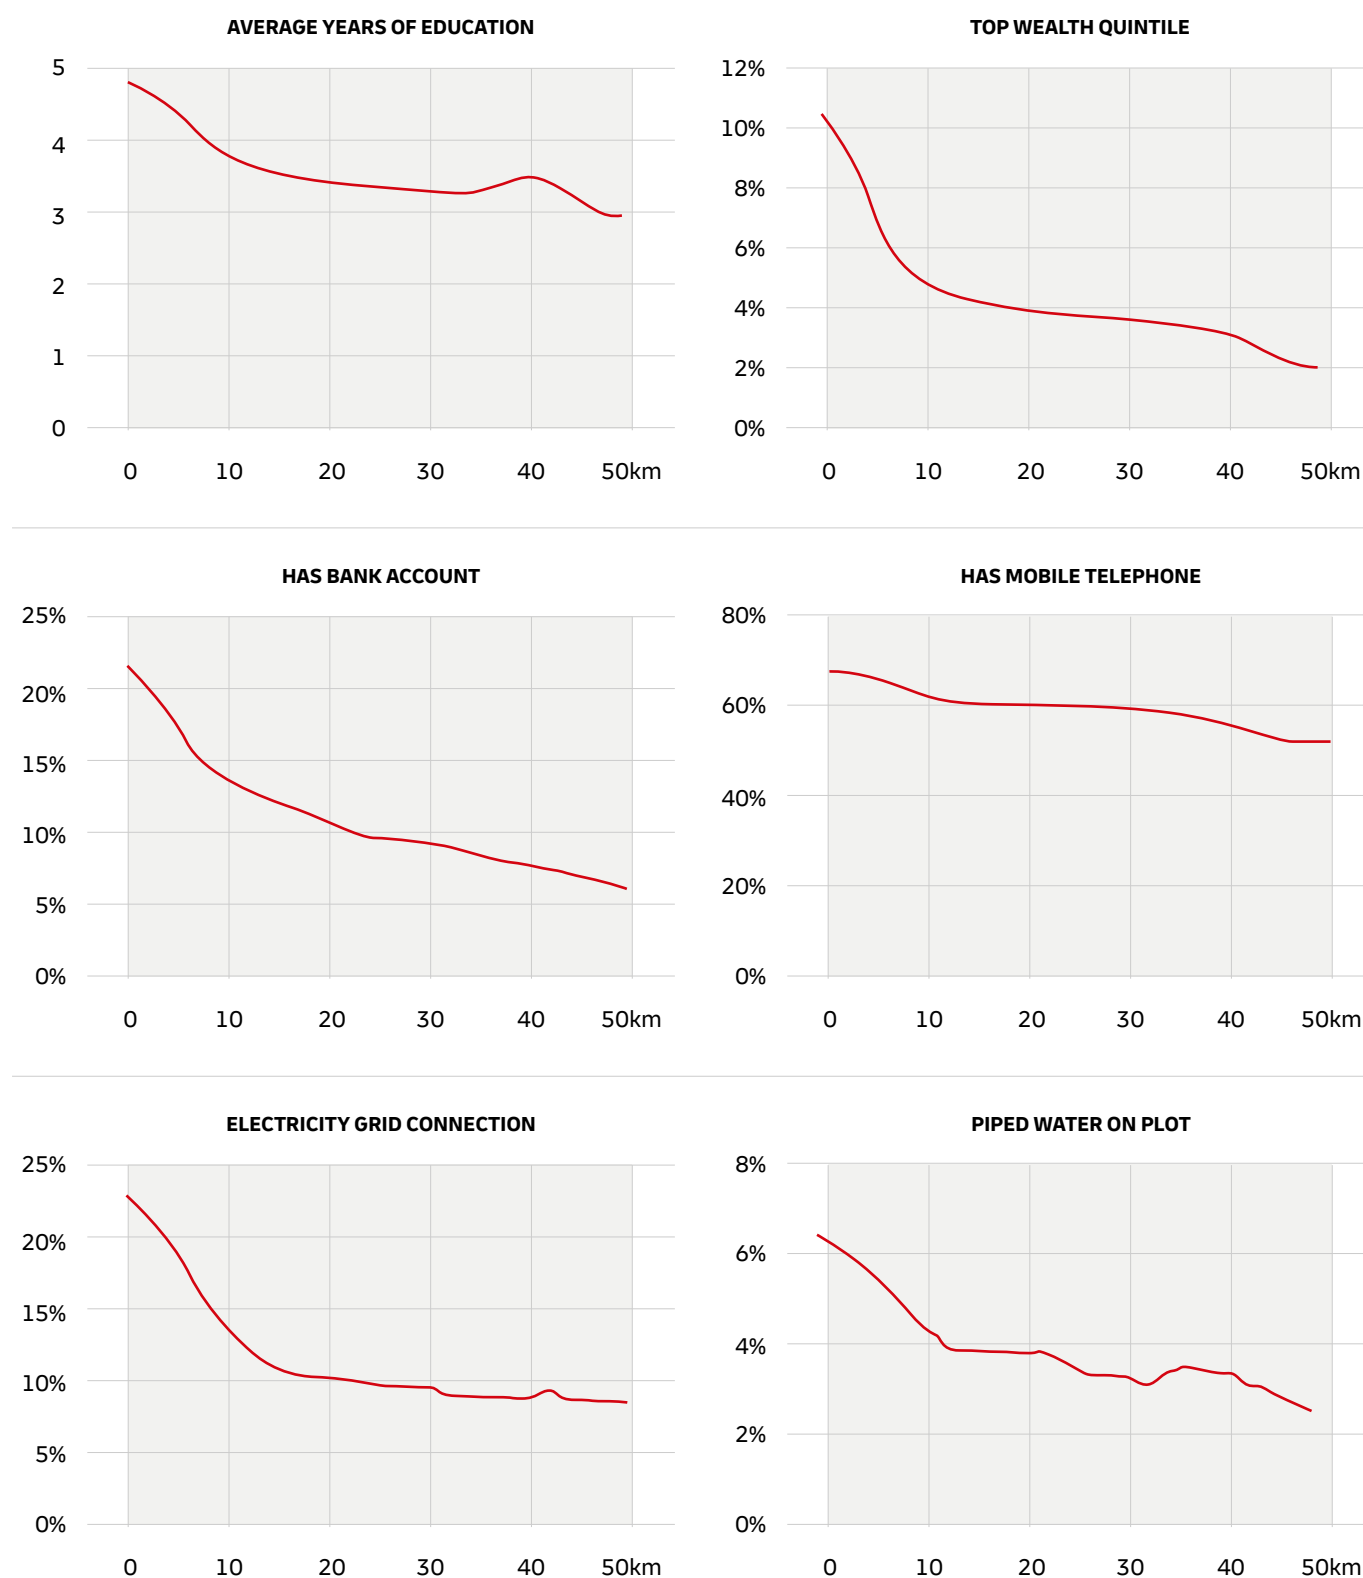 AVERAGE YEARS OF EDUCATION
5
4
3
2
1
0
0 10 20 30 40 50km
TOP WEALTH QUINTILE
12%
10%
8%
6%
4%
2%
0%
0 10 20 30 40 50km
HAS BANK ACCOUNT
25%
20%
15%
10%
5%
0%
0 10 20 30 40 50km
HAS MOBILE TELEPHONE
80%
60%
40%
20%
0%
0 10 20 30 40 50km
ELECTRICITY GRID CONNECTION
25%
20%
15%
10%
5%
0%
0 10 20 30 40 50km
PIPED WATER ON PLOT
8%
6%
4%
2%
0%
0 10 20 30 40 50km